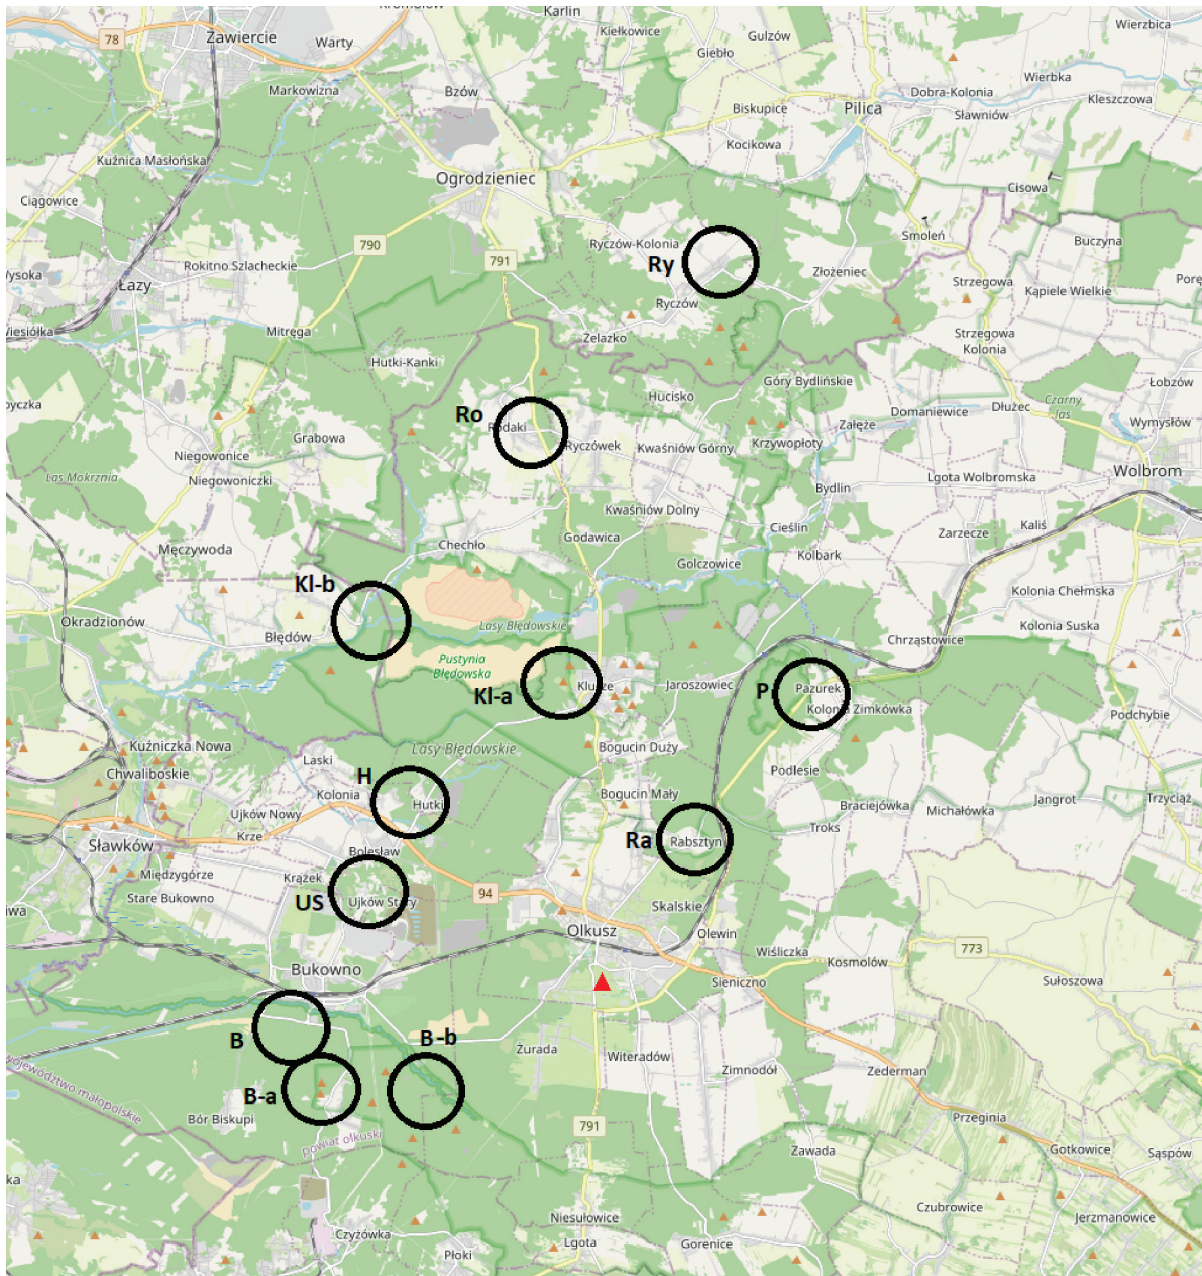 Karlin
Kiełkowice
Gulzów
Wierzbica
78
Zawiercie
Warty
Giebło
Wierbka
Markowizna
Bzów
Biskupice
Pilica
Dobra-Kolonia
Sławniów
Kleszczowa
Kocikowa
Kuźnica Masłońska
Ogrodzieniec
Cisowa
Ciągowice
790
Ryczów-Kolonia
Smoleń
Buczyna
791
Ry
Wysoka
Rokitno Szlacheckie
Złożeniec
Strzegowa
Łazy
Kąpiele Wielkie
Ryczów
Wiesiółka
Mitręga
Żelazko
Strzegowa
Kolonia
Hutki-Kanki
Góry Bydlińskie
Łobzów
Hucisko
Czarny
las
Dłużec
Ro
Rodaki
Domaniewice
Załęże
Wymysłów
Grabowa
Ryczówek
Kwaśniów Górny
Krzywopłoty
Niegowonice
Las Mokrznia
Niegowoniczki
Lgota Wolbromska
Wolbrom
Bydlin
Kwaśniów Dolny
Cieślin
Zarzecze
Kaliś
Chechło
Godawica
Męczywoda
Kolbark
Golczowice
Kl-b
Kolonia Chełmska
Okradzionów
Lasy Błędowskie
Kolonia Suska
Błędów
Chrząstowice
Pustynia
Błędowska
Kl-a
Klucze
Jaroszowiec
Pazurek
Kolonia Zimkówka
Podchybie
Kuźniczka Nowa
Lasy Błędowskie
Bogucin Duży
Laski
Chwaliboskie
H
Podlesie
Kolonia
Hutki
Bogucin Mały
Jangrot
Trzyciąż
Ujków Nowy
Braciejówka
Michałówka
Krze
Troks
Sławków
Ra
Rabsztyn
Bolesław
Międzygórze
Krążek
94
Stare Bukowno
US
Ujków Stary
Skalskie
Olkusz
Olewin
773
Wiśliczka
Kosmolów
Bukowno
Sułoszowa
Sieniczno
B
B-b
Żurada
Witeradów
Zimnodół
Zederman
B-a
województwo małopolskie
Bór Biskupi
791
Przeginia
powiat olkuski
Zawada
Gotkowice
Sąspów
Czubrowice
Niesułowice
Jerzmanowice
Czyżówka
Płoki
Lgota
Gorenice